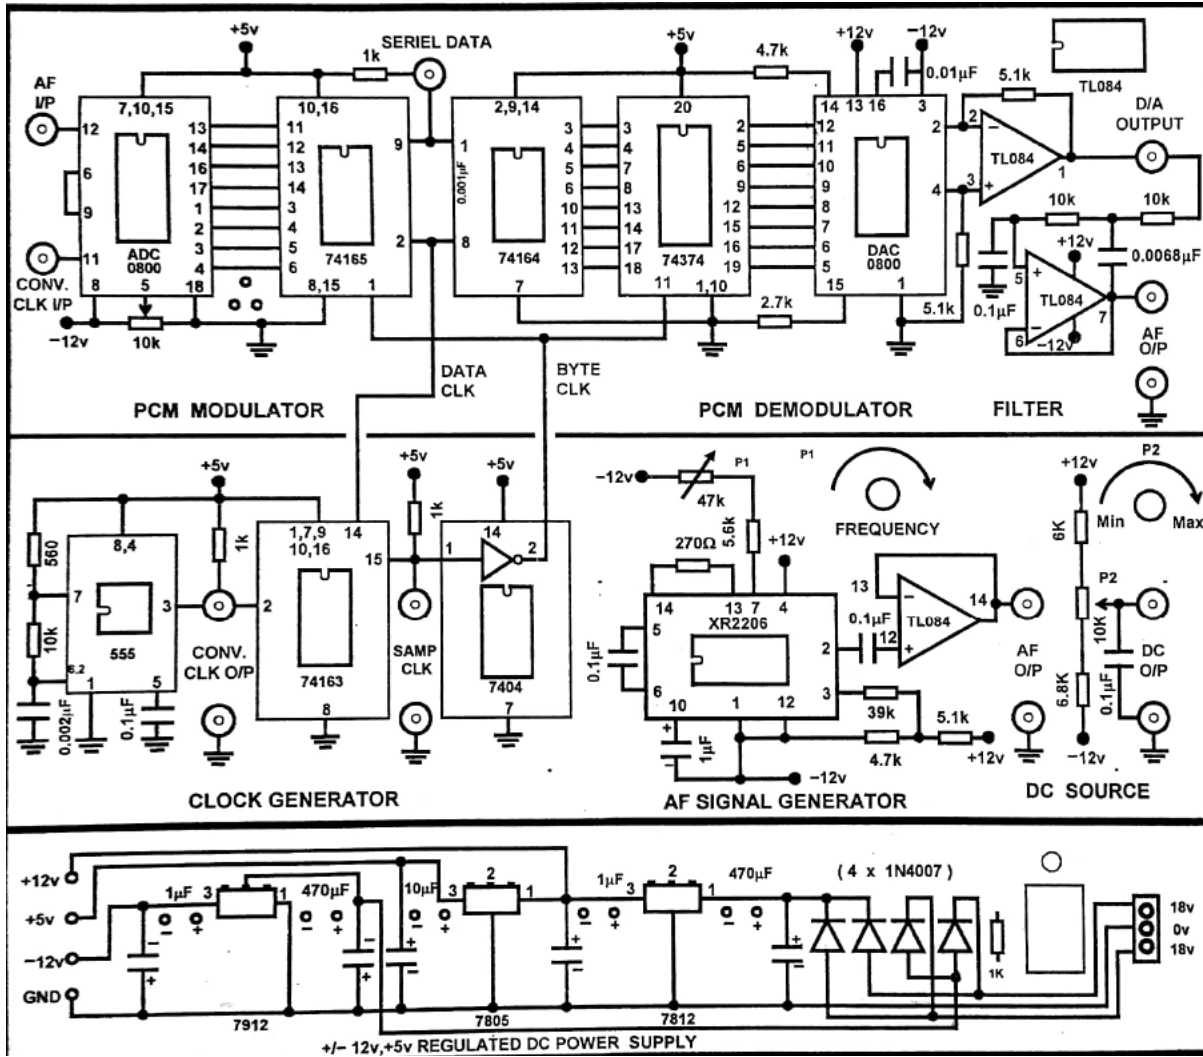 +5v
SERIEL DATA
1k
+5v
4.7k
+12v
−12v
0.01µF
5.1k
TL084
AF
I/P
7,10,15
10,16
2,9,14
20
14
13
16
3
D/A
OUTPUT
12
6
9
11
13
14
16
17
1
2
3
4
ADC
0800
8
5
18
11
12
13
14
3
4
5
6
9
2
74165
8,15
1
1
0.001µF
8
3
4
5
6
10
11
12
13
74164
7
3
4
7
8
13
14
17
18
2
5
6
9
12
15
16
19
74374
11
1,10
12
11
10
9
8
7
6
5
2
4
DAC
0800
15
1
2
−
3
+
TL084
1
10k
10k
+12v
0.0068µF
5
+
TL084
7
6
−
−12v
0.1µF
CONV.
CLK I/P
−12v
10k
2.7k
5.1k
AF
O/P
DATA
CLK
BYTE
CLK
PCM MODULATOR
PCM DEMODULATOR
FILTER
+5v
+5v
+5v
1k
1k
560
10k
8,4
7
6,2
3
555
1
5
0.002µF
0.1µF
CONV.
CLK O/P
1,7,9
10,16
14
2
15
74163
8
SAMP
CLK
14
1
2
7404
7
CLOCK GENERATOR
−12v
P1
47k
5.6k
+12v
270Ω
14
13
7
4
XR2206
5
6
0.1µF
10
1
12
2
3
+
1µF
−
0.1µF
13
−
12
+
TL084
14
39k
4.7k
5.1k
+12v
−12v
AF
O/P
P1
FREQUENCY
AF SIGNAL GENERATOR
+12v
P2
Min
Max
6K
P2
10K
6.8K
0.1µF
−12v
DC
O/P
DC SOURCE
+12v
+5v
−12v
GND
1µF
3
1
470µF
10µF
3
2
1
1µF
3
2
1
470µF
( 4 x 1N4007 )
1K
18v
0v
18v
7912
7805
7812
+/− 12v,+5v REGULATED DC POWER SUPPLY